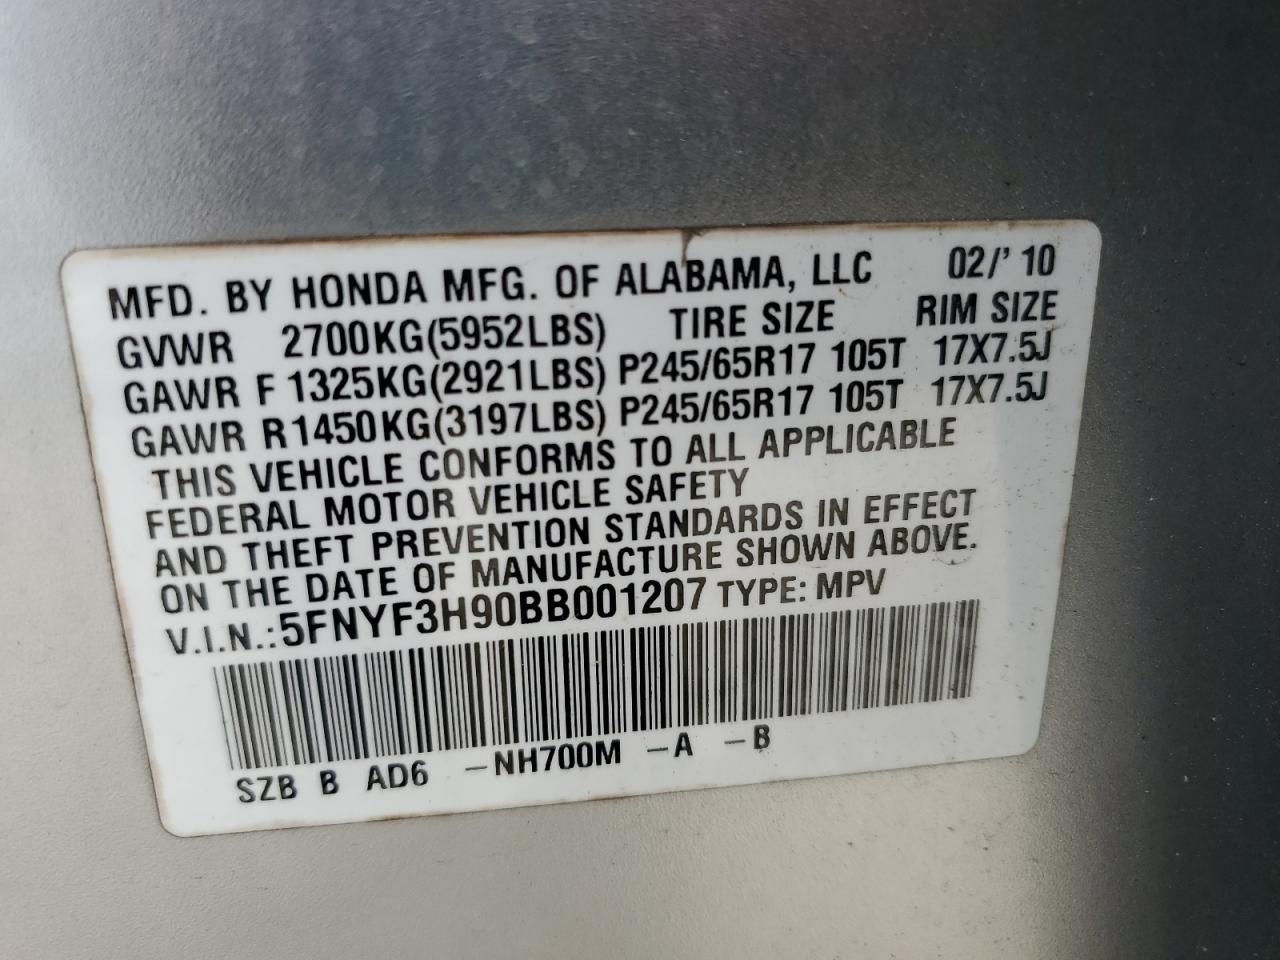 MFD. BY HONDA MFG. OF ALABAMA, LLC 02/' 10
GVWR 2700KG(5952LBS) TIRE SIZE RIM SIZE
GAWR F 1325KG(2921LBS) P245/65R17 105T 17X7.5J
GAWR R1450KG(3197LBS) P245/65R17 105T 17X7.5J
THIS VEHICLE CONFORMS TO ALL APPLICABLE
FEDERAL MOTOR VEHICLE SAFETY
AND THEFT PREVENTION STANDARDS IN EFFECT
ON THE DATE OF MANUFACTURE SHOWN ABOVE.
V.I.N.:5FNYF3H90BB001207 TYPE: MPV
SZB B AD6 -NH700M -A -B